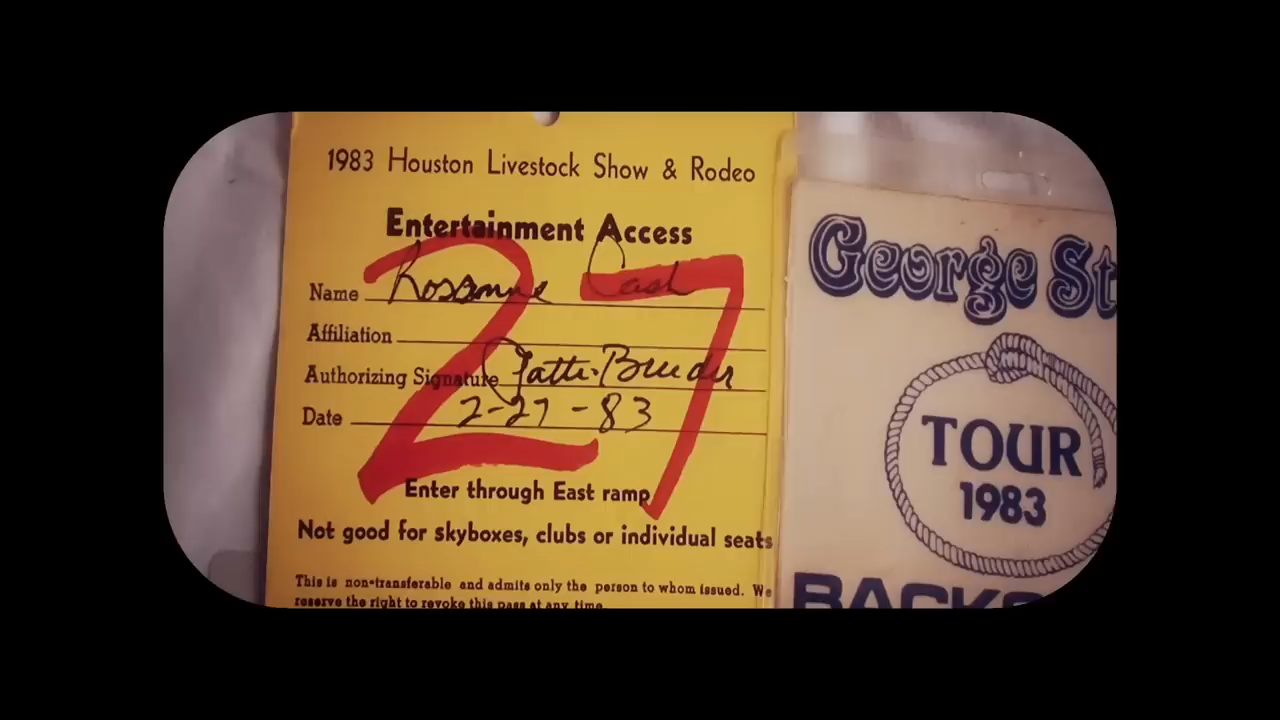 1983 Houston Livestock Show & Rodeo
Entertainment Access
27
Name Rosanne Cash
Affiliation
Authorizing Signature Patti
Date 2-27-83
Enter through East ramp
Not good for skyboxes, clubs or individual seats
This is non-transferable and admits only the person to whom issued. We
reserve the right to revoke this pass at any time
George St
TOUR
1983
BACKS